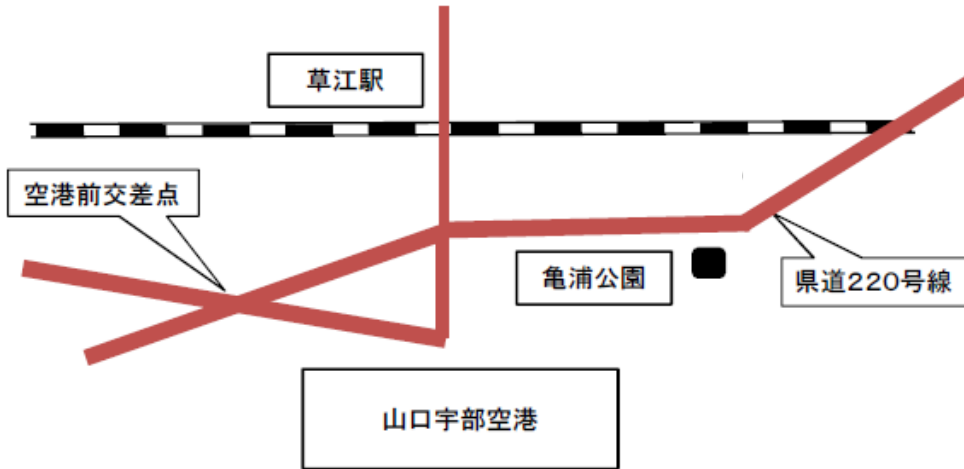 草江駅
空港前交差点
亀浦公園
県道220号線
山口宇部空港